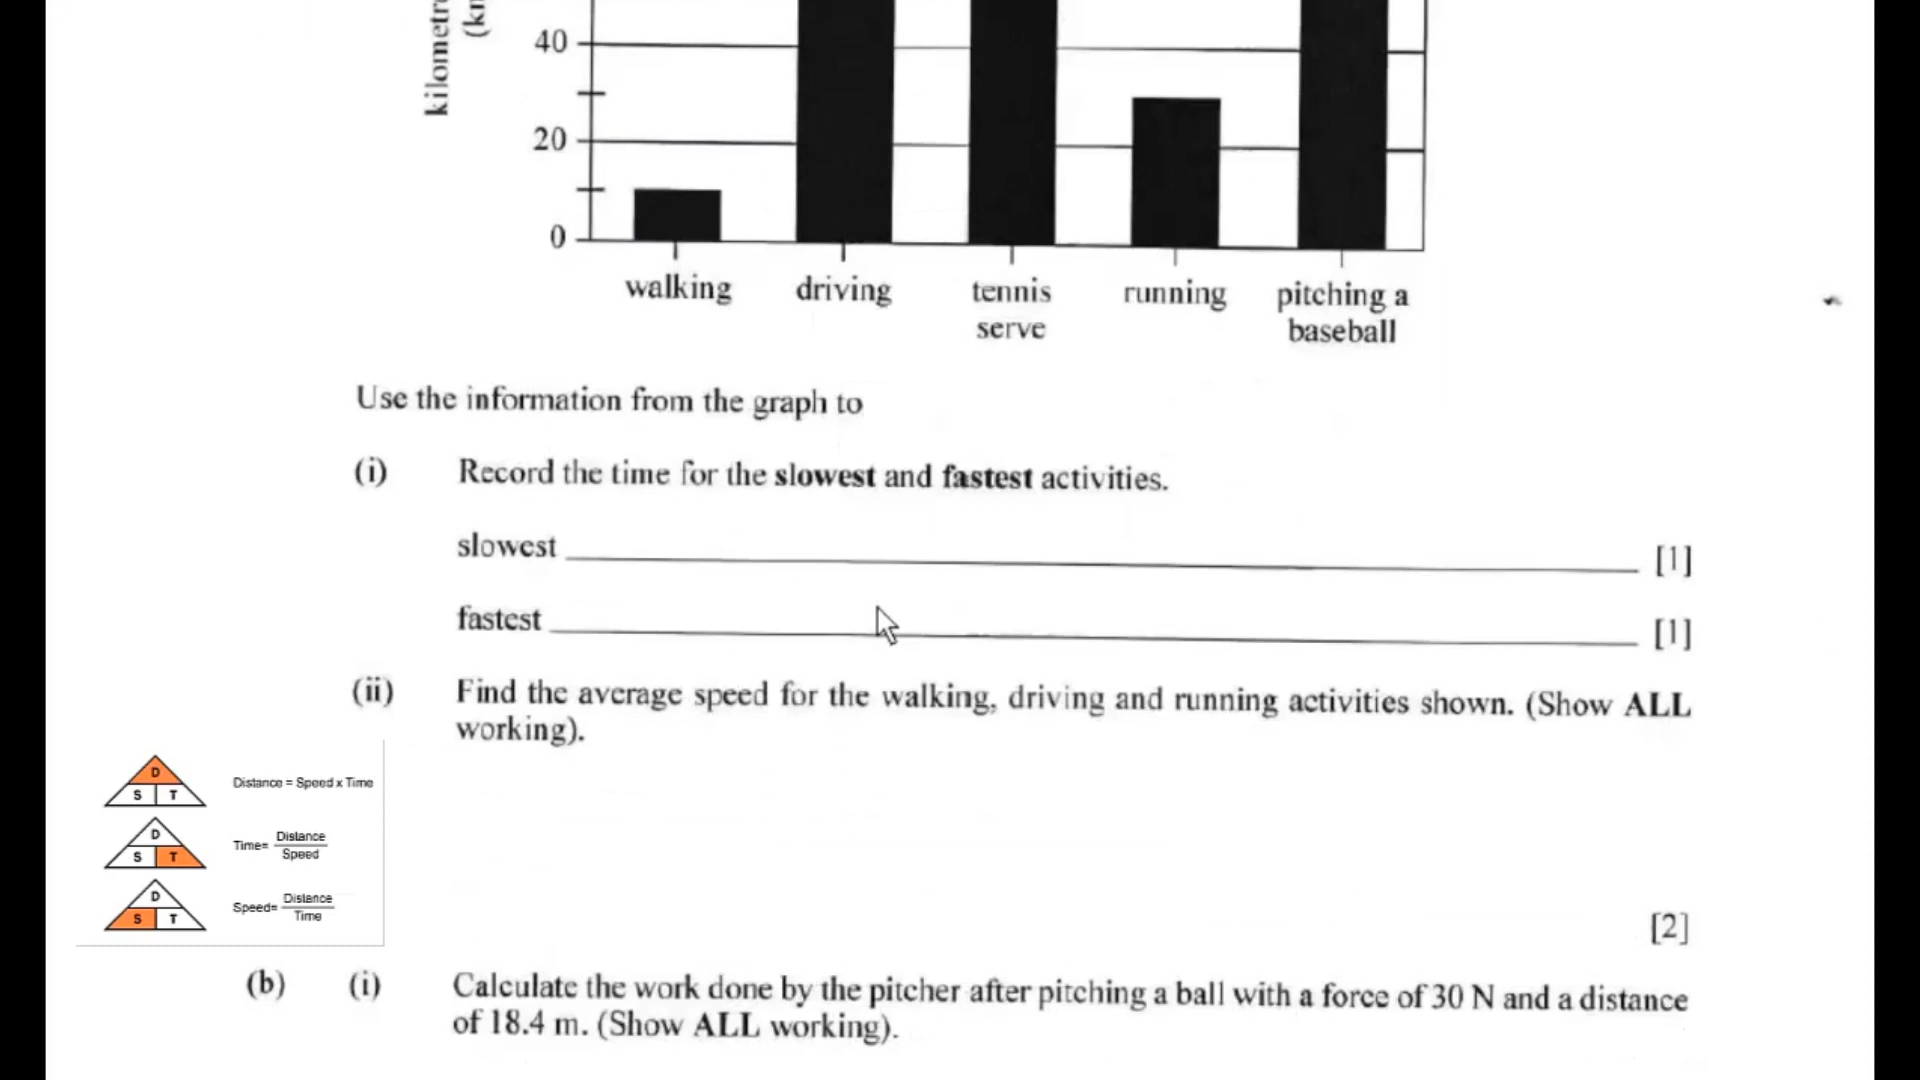 40
20
0
walking driving tennis running pitching a
serve baseball
Use the information from the graph to
(i) Record the time for the slowest and fastest activities.
slowest [1]
fastest [1]
(ii) Find the average speed for the walking, driving and running activities shown. (Show ALL
working).
D
S T
Distance = Speed x Time
D
S T
Time= Distance
Speed
D
S T
Speed= Distance
Time
[2]
(b) (i) Calculate the work done by the pitcher after pitching a ball with a force of 30 N and a distance
of 18.4 m. (Show ALL working).